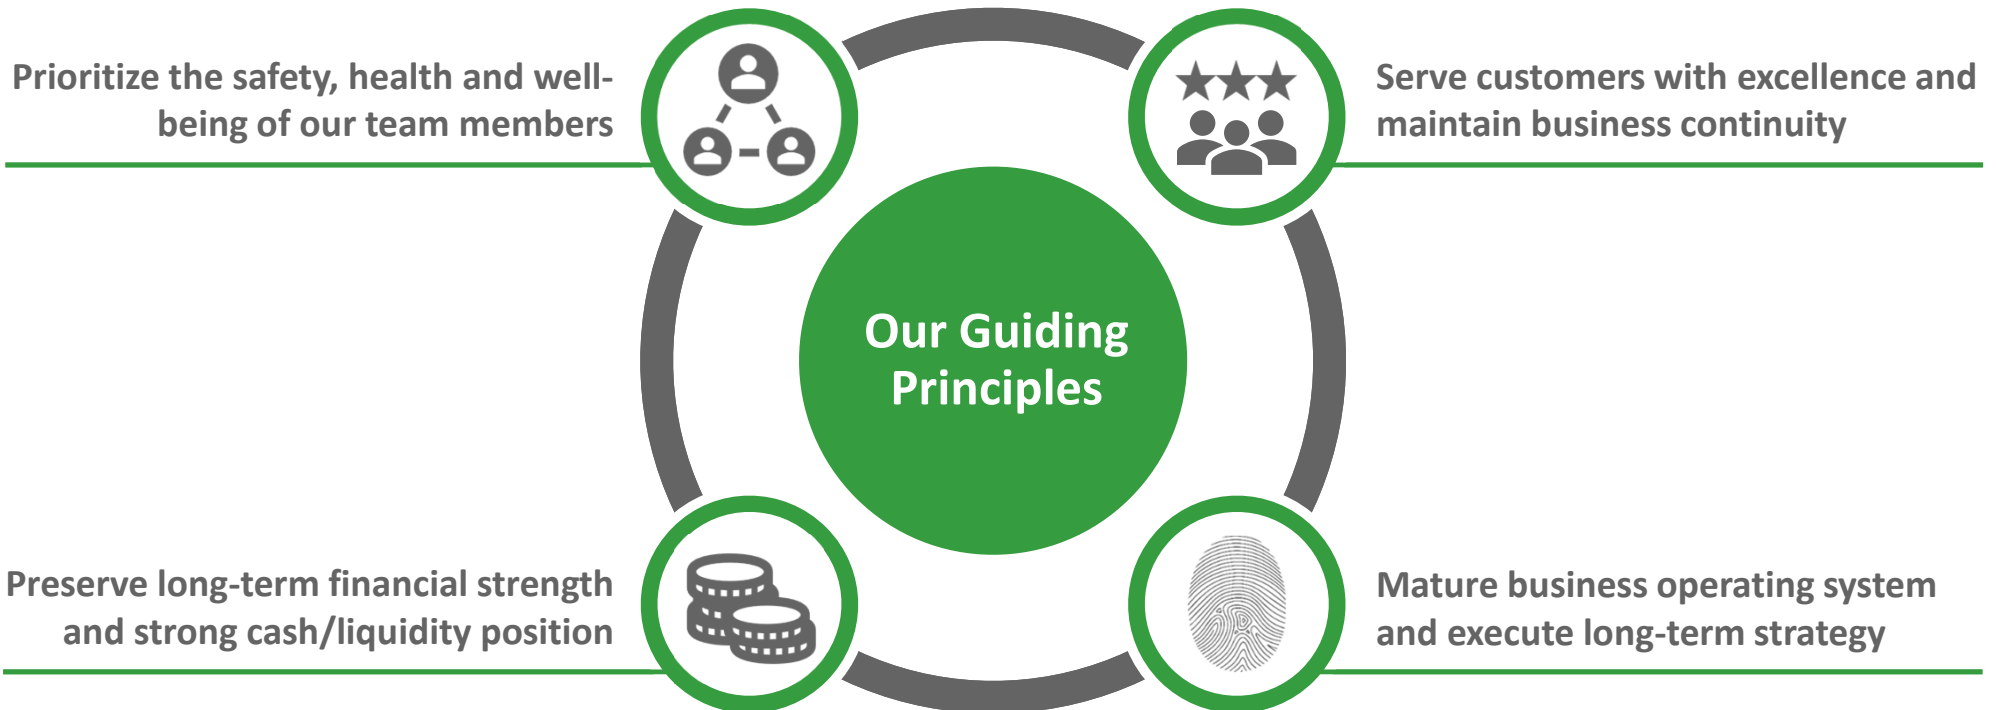 Prioritize the safety, health and well-
being of our team members
Serve customers with excellence and
maintain business continuity
Our Guiding
Principles
Preserve long-term financial strength
and strong cash/liquidity position
Mature business operating system
and execute long-term strategy